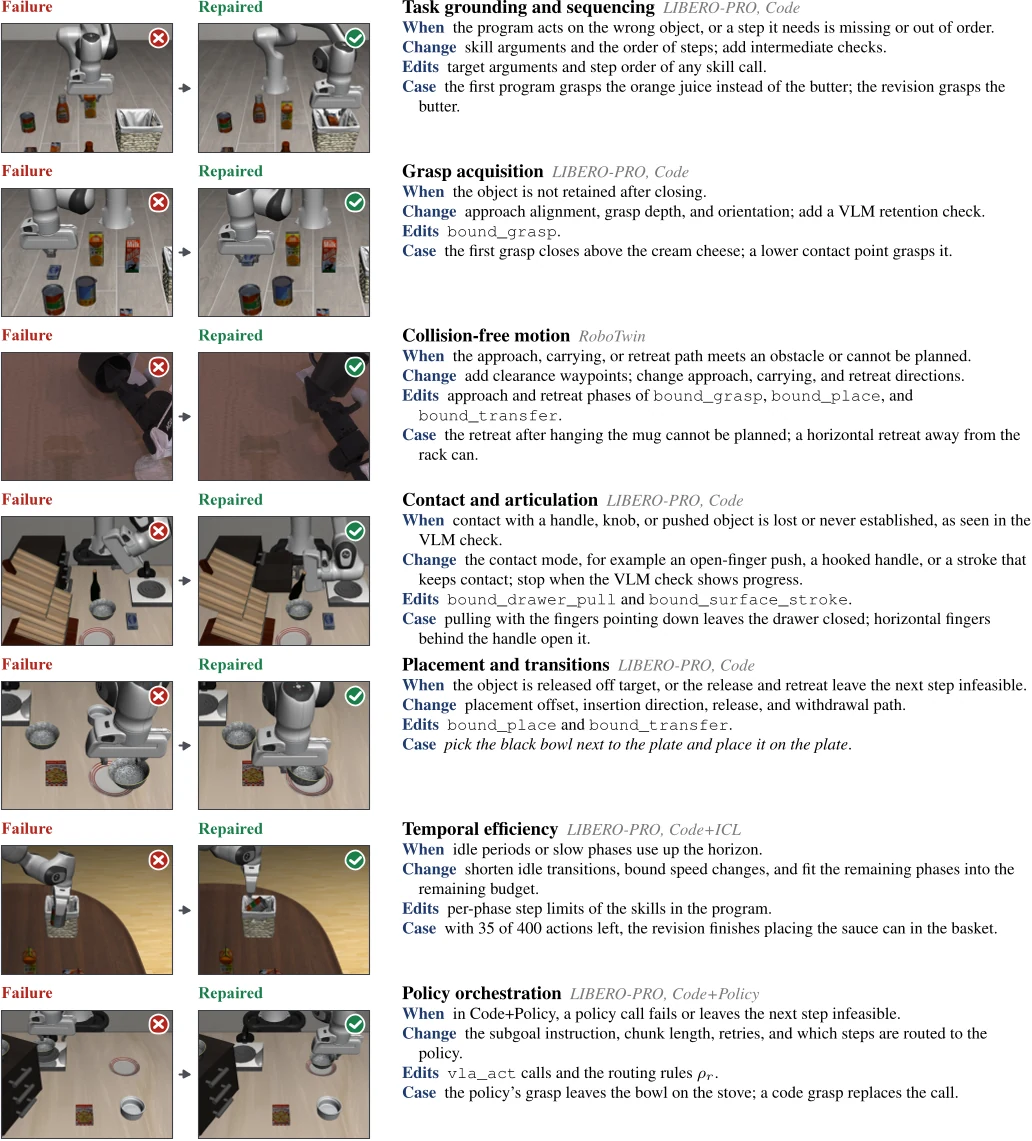 Failure
Repaired
Task grounding and sequencing LIBERO-PRO, Code
When the program acts on the wrong object, or a step it needs is missing or out of order.
Change skill arguments and the order of steps; add intermediate checks.
Edits target arguments and step order of any skill call.
Case the first program grasps the orange juice instead of the butter; the revision grasps the
butter.
Failure
Repaired
Grasp acquisition LIBERO-PRO, Code
When the object is not retained after closing.
Change approach alignment, grasp depth, and orientation; add a VLM retention check.
Edits bound_grasp.
Case the first grasp closes above the cream cheese; a lower contact point grasps it.
Failure
Repaired
Collision-free motion RoboTwin
When the approach, carrying, or retreat path meets an obstacle or cannot be planned.
Change add clearance waypoints; change approach, carrying, and retreat directions.
Edits approach and retreat phases of bound_grasp, bound_place, and
bound_transfer.
Case the retreat after hanging the mug cannot be planned; a horizontal retreat away from the
rack can.
Failure
Repaired
Contact and articulation LIBERO-PRO, Code
When contact with a handle, knob, or pushed object is lost or never established, as seen in the
VLM check.
Change the contact mode, for example an open-finger push, a hooked handle, or a stroke that
keeps contact; stop when the VLM check shows progress.
Edits bound_drawer_pull and bound_surface_stroke.
Case pulling with the fingers pointing down leaves the drawer closed; horizontal fingers
behind the handle open it.
Failure
Repaired
Placement and transitions LIBERO-PRO, Code
When the object is released off target, or the release and retreat leave the next step infeasible.
Change placement offset, insertion direction, release, and withdrawal path.
Edits bound_place and bound_transfer.
Case pick the black bowl next to the plate and place it on the plate.
Failure
Repaired
Temporal efficiency LIBERO-PRO, Code+ICL
When idle periods or slow phases use up the horizon.
Change shorten idle transitions, bound speed changes, and fit the remaining phases into the
remaining budget.
Edits per-phase step limits of the skills in the program.
Case with 35 of 400 actions left, the revision finishes placing the sauce can in the basket.
Failure
Repaired
Policy orchestration LIBERO-PRO, Code+Policy
When in Code+Policy, a policy call fails or leaves the next step infeasible.
Change the subgoal instruction, chunk length, retries, and which steps are routed to the
policy.
Edits vla_act calls and the routing rules ρr.
Case the policy's grasp leaves the bowl on the stove; a code grasp replaces the call.